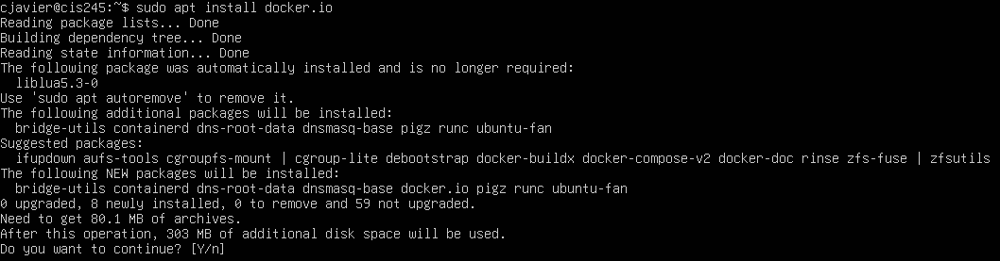 cjavier@cis245:~$ sudo apt install docker.io
Reading package lists... Done
Building dependency tree... Done
Reading state information... Done
The following package was automatically installed and is no longer required:
  liblua5.3-0
Use 'sudo apt autoremove' to remove it.
The following additional packages will be installed:
  bridge-utils containerd dns-root-data dnsmasq-base pigz runc ubuntu-fan
Suggested packages:
  ifupdown aufs-tools cgroupfs-mount | cgroup-lite debootstrap docker-buildx docker-compose-v2 docker-doc rinse zfs-fuse | zfsutils
The following NEW packages will be installed:
  bridge-utils containerd dns-root-data dnsmasq-base docker.io pigz runc ubuntu-fan
0 upgraded, 8 newly installed, 0 to remove and 59 not upgraded.
Need to get 80.1 MB of archives.
After this operation, 303 MB of additional disk space will be used.
Do you want to continue? [Y/n]